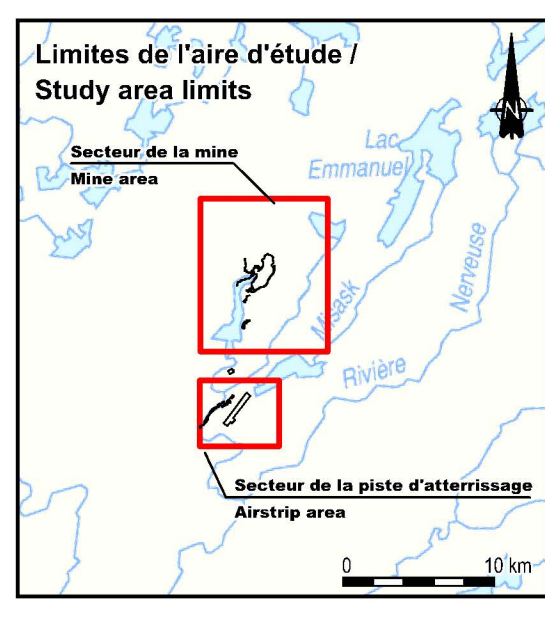 Limites de l'aire d'étude /
Study area limits
N
Secteur de la mine
Mine area
Lac
Emmanuel
Misask
Nerveuse
Rivière
Secteur de la piste d'atterrissage
Airstrip area
0 10 km